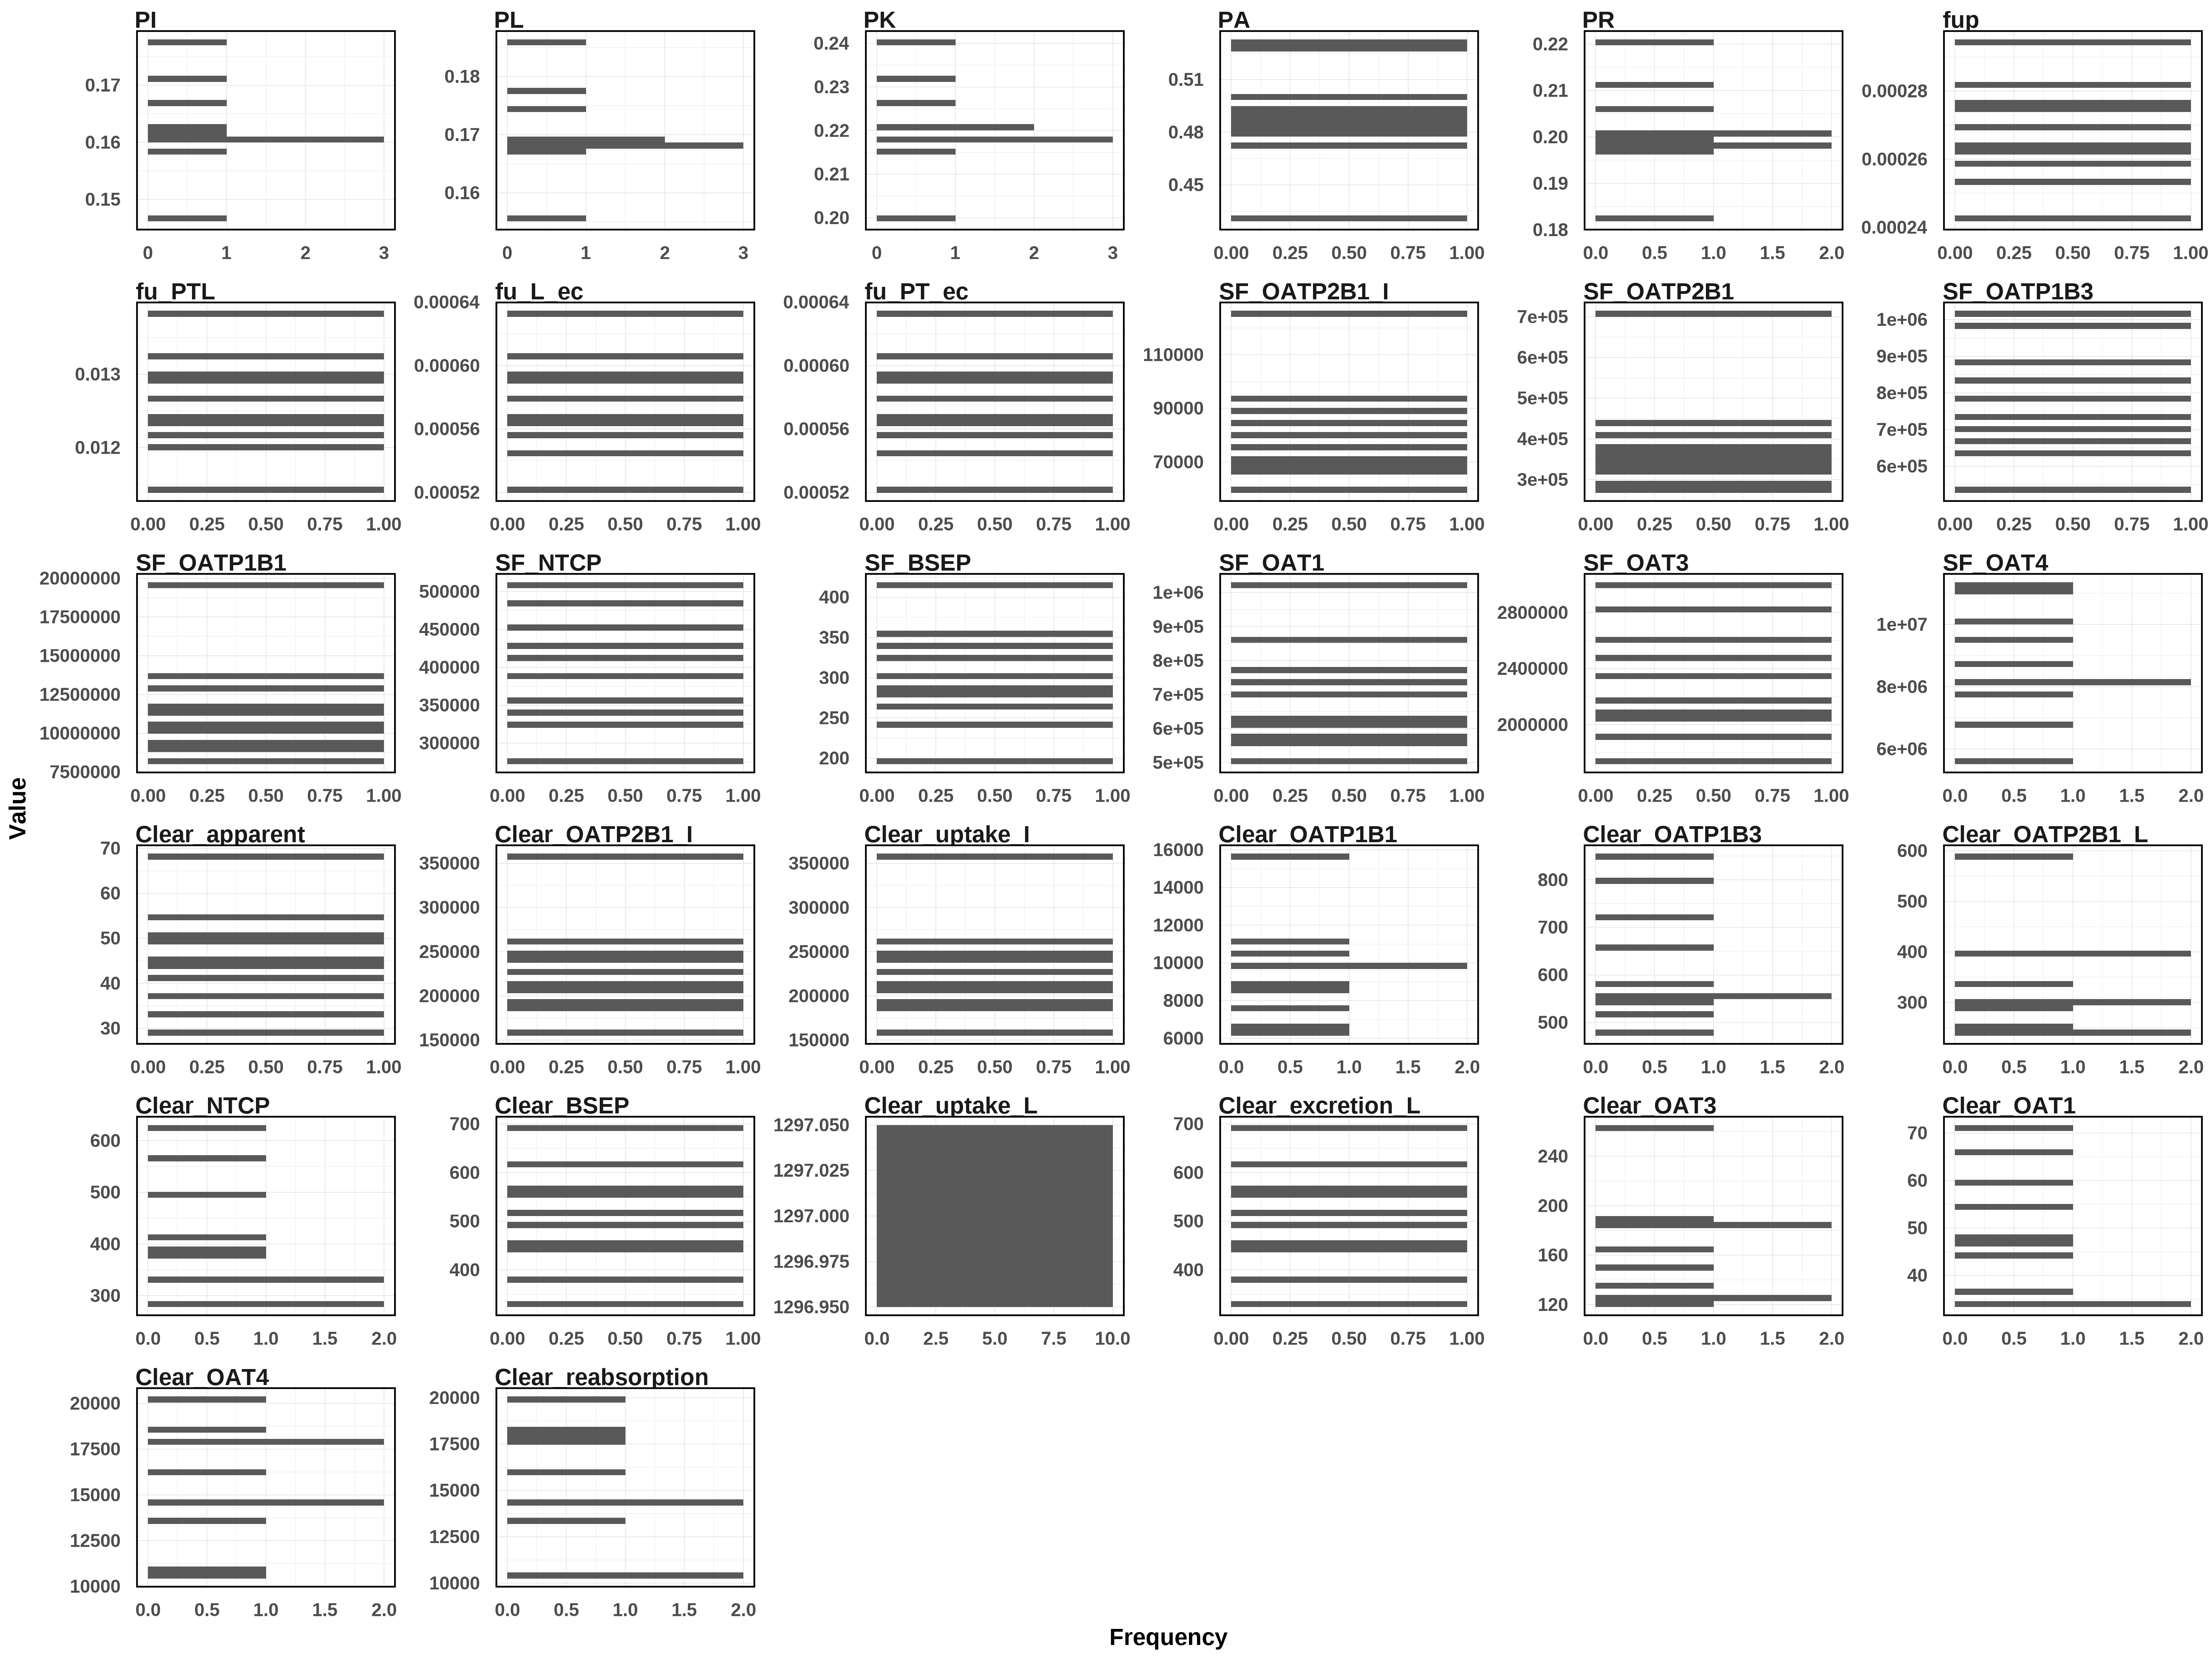 PI PL PK PA PR fup
0.17 0.16 0.15
0 1 2 3
0.18 0.17 0.16
0 1 2 3
0.24 0.23 0.22 0.21 0.20
0 1 2 3
0.51 0.48 0.45
0.00 0.25 0.50 0.75 1.00
0.22 0.21 0.20 0.19 0.18
0.0 0.5 1.0 1.5 2.0
0.00028 0.00026 0.00024
0.00 0.25 0.50 0.75 1.00
fu_PTL fu_L_ec fu_PT_ec SF_OATP2B1_I SF_OATP2B1 SF_OATP1B3
0.013 0.012
0.00 0.25 0.50 0.75 1.00
0.00064 0.00060 0.00056 0.00052
0.00 0.25 0.50 0.75 1.00
0.00064 0.00060 0.00056 0.00052
0.00 0.25 0.50 0.75 1.00
110000 90000 70000
0.00 0.25 0.50 0.75 1.00
7e+05 6e+05 5e+05 4e+05 3e+05
0.00 0.25 0.50 0.75 1.00
1e+06 9e+05 8e+05 7e+05 6e+05
0.00 0.25 0.50 0.75 1.00
SF_OATP1B1 SF_NTCP SF_BSEP SF_OAT1 SF_OAT3 SF_OAT4
20000000 17500000 15000000 12500000 10000000 7500000
0.00 0.25 0.50 0.75 1.00
500000 450000 400000 350000 300000
0.00 0.25 0.50 0.75 1.00
400 350 300 250 200
0.00 0.25 0.50 0.75 1.00
1e+06 9e+05 8e+05 7e+05 6e+05 5e+05
0.00 0.25 0.50 0.75 1.00
2800000 2400000 2000000
0.00 0.25 0.50 0.75 1.00
1e+07 8e+06 6e+06
0.0 0.5 1.0 1.5 2.0
Value
Clear_apparent Clear_OATP2B1_I Clear_uptake_I Clear_OATP1B1 Clear_OATP1B3 Clear_OATP2B1_L
70 60 50 40 30
0.00 0.25 0.50 0.75 1.00
350000 300000 250000 200000 150000
0.00 0.25 0.50 0.75 1.00
350000 300000 250000 200000 150000
0.00 0.25 0.50 0.75 1.00
16000 14000 12000 10000 8000 6000
0.0 0.5 1.0 1.5 2.0
800 700 600 500
0.0 0.5 1.0 1.5 2.0
600 500 400 300
0.0 0.5 1.0 1.5 2.0
Clear_NTCP Clear_BSEP Clear_uptake_L Clear_excretion_L Clear_OAT3 Clear_OAT1
600 500 400 300
0.0 0.5 1.0 1.5 2.0
700 600 500 400
0.00 0.25 0.50 0.75 1.00
1297.050 1297.025 1297.000 1296.975 1296.950
0.0 2.5 5.0 7.5 10.0
700 600 500 400
0.00 0.25 0.50 0.75 1.00
240 200 160 120
0.0 0.5 1.0 1.5 2.0
70 60 50 40
0.0 0.5 1.0 1.5 2.0
Clear_OAT4 Clear_reabsorption
20000 17500 15000 12500 10000
0.0 0.5 1.0 1.5 2.0
20000 17500 15000 12500 10000
0.0 0.5 1.0 1.5 2.0
Frequency